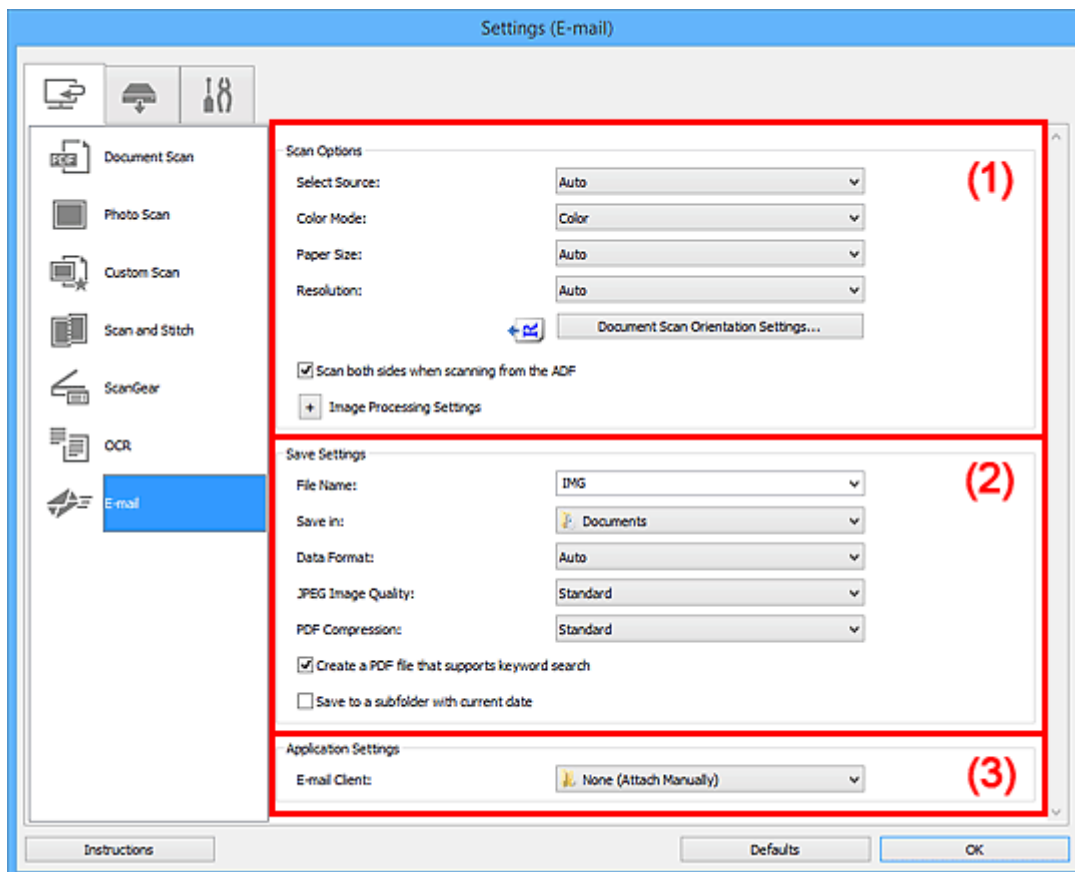 Settings (E-mail)
PDF
Document Scan
Photo Scan
Custom Scan
Scan and Stitch
ScanGear
OCR
E-mail
Scan Options
(1)
Select Source: Auto
Color Mode: Color
Paper Size: Auto
Resolution: Auto
R Document Scan Orientation Settings...
Scan both sides when scanning from the ADF
+ Image Processing Settings
Save Settings
(2)
File Name: IMG
Save in: Documents
Data Format: Auto
JPEG Image Quality: Standard
PDF Compression: Standard
Create a PDF file that supports keyword search
Save to a subfolder with current date
Application Settings
(3)
E-mail Client: None (Attach Manually)
Instructions Defaults OK